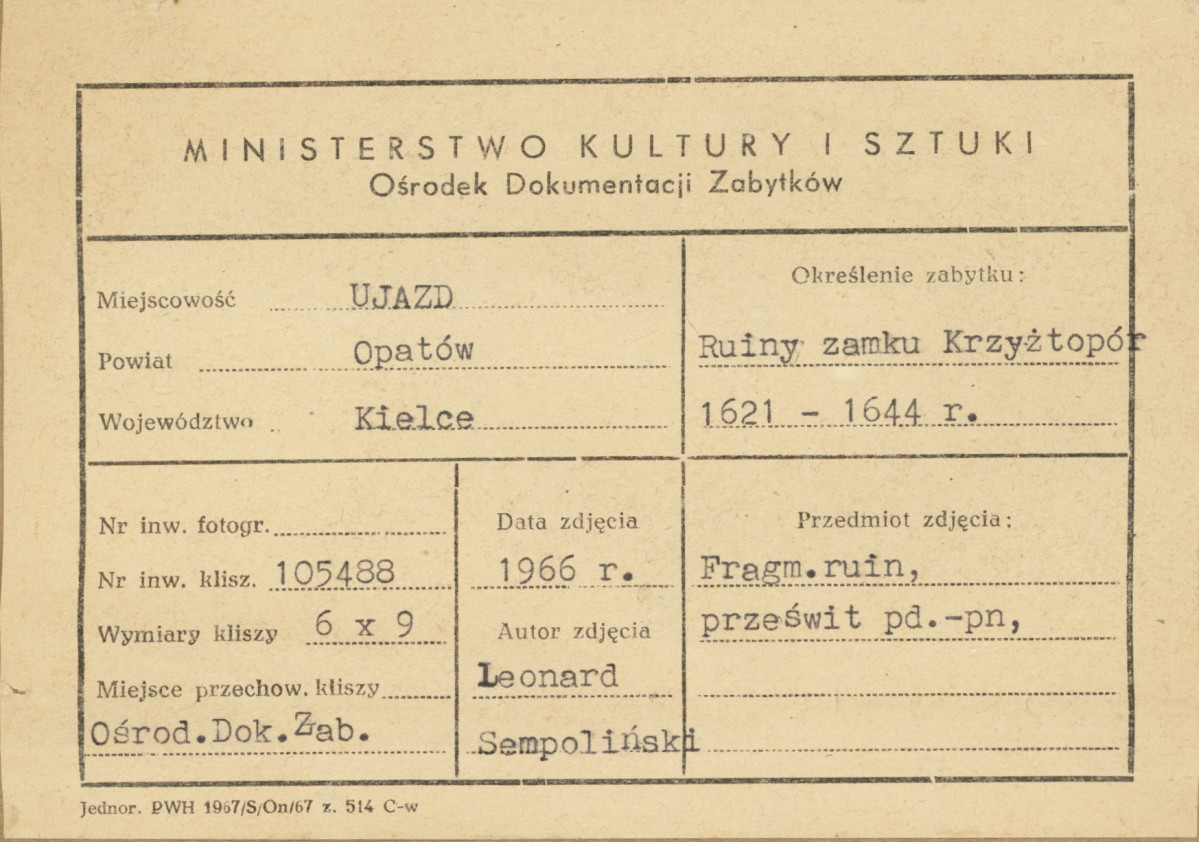 MINISTERSTWO KULTURY I SZTUKI
Ośrodek Dokumentacji Zabytków
Miejscowość UJAZD
Powiat Opatów
Województwo Kielce
Określenie zabytku:
Ruiny zamku Krzyżtopór
1621 - 1644 r.
Nr inw. fotogr.
Nr inw. klisz. 105488
Wymiary kliszy 6 x 9
Miejsce przechow. kliszy
Ośrod.Dok.Zab.
Data zdjęcia
1966 r.
Autor zdjęcia
Leonard
Sempoliński
Przedmiot zdjęcia:
Fragm.ruin,
prześwit pd.-pn,
Jednor. PWH 1967/S/On/67 z. 514 C-w